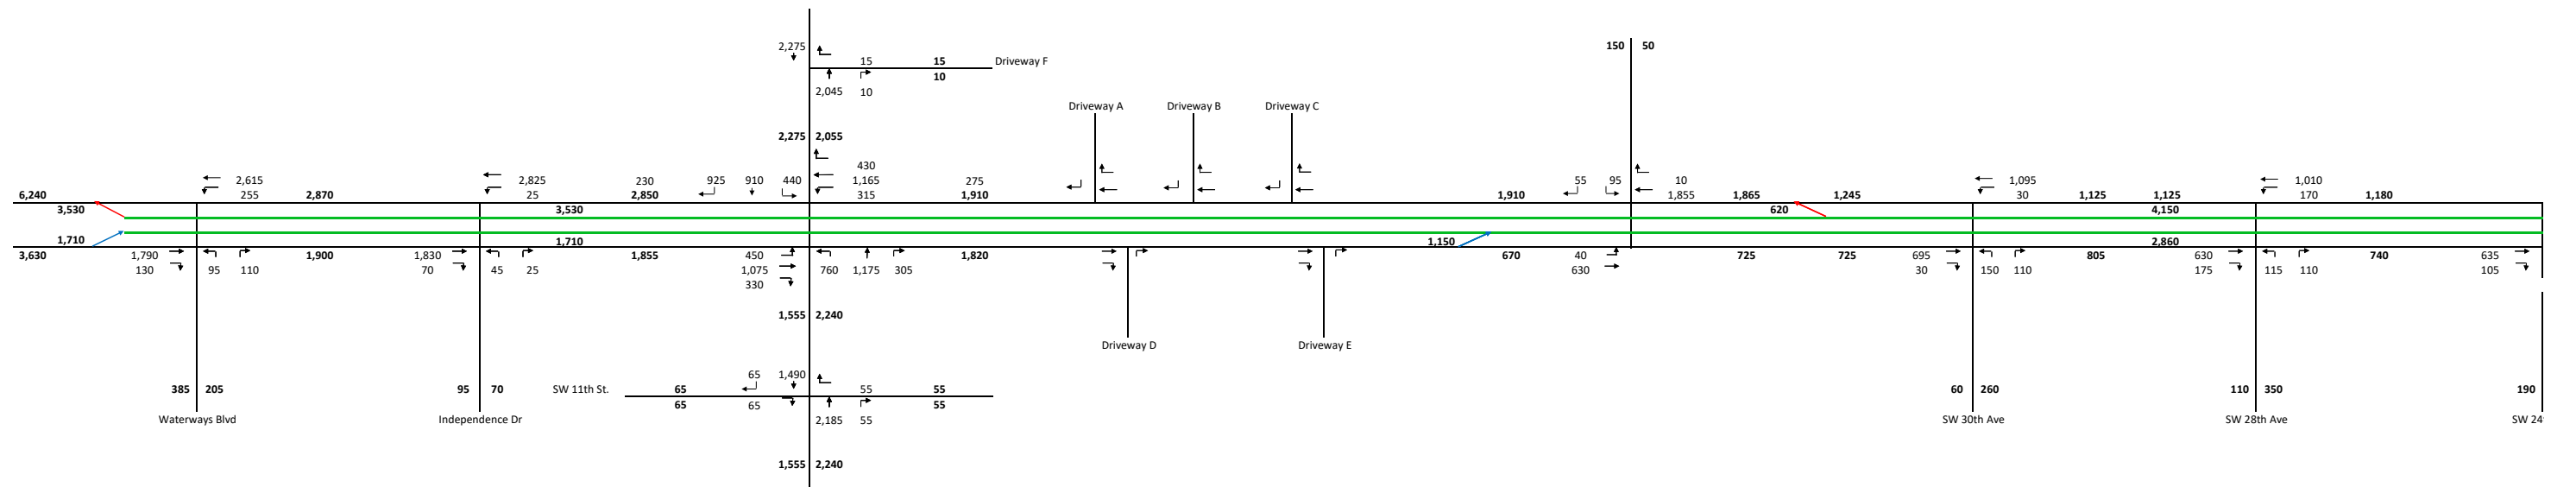 2,275
15 15 Driveway F
10
2,045 10
150 50
Driveway A Driveway B Driveway C
2,275 2,055
430
2,615 2,825 230 925 910 440 1,165 275 55 95 10 1,095 1,010
6,240 255 2,870 25 2,850 315 1,910 1,910 1,855 1,865 1,245 30 1,125 1,125 170 1,180
3,530 3,530 620 4,150
1,710 1,710 1,150 2,860
3,630 1,790 1,900 1,830 1,855 450 1,820 670 40 725 725 695 805 630 740 635
130 95 110 70 45 25 1,075 760 1,175 305 630 30 150 110 175 115 110 105
330
1,555 2,240
Driveway D Driveway E
65 1,490
385 205 95 70 SW 11th St. 65 55 55 60 260 110 350 190
65 65 55
Waterways Blvd Independence Dr 2,185 55 SW 30th Ave SW 28th Ave SW 24
1,555 2,240